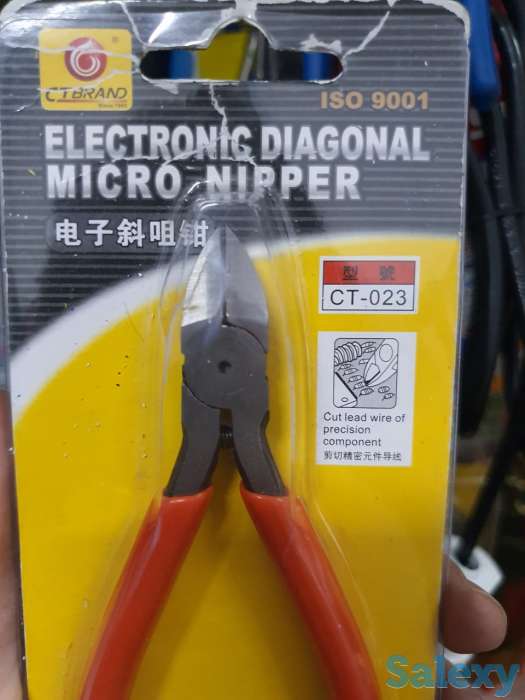 CT BRAND
®
Since 1993
ISO 9001
ELECTRONIC DIAGONAL
MICRO NIPPER
电子斜咀钳
型 號
CT-023
Cut lead wire of
precision
component
剪切精密元件导线
Salexy